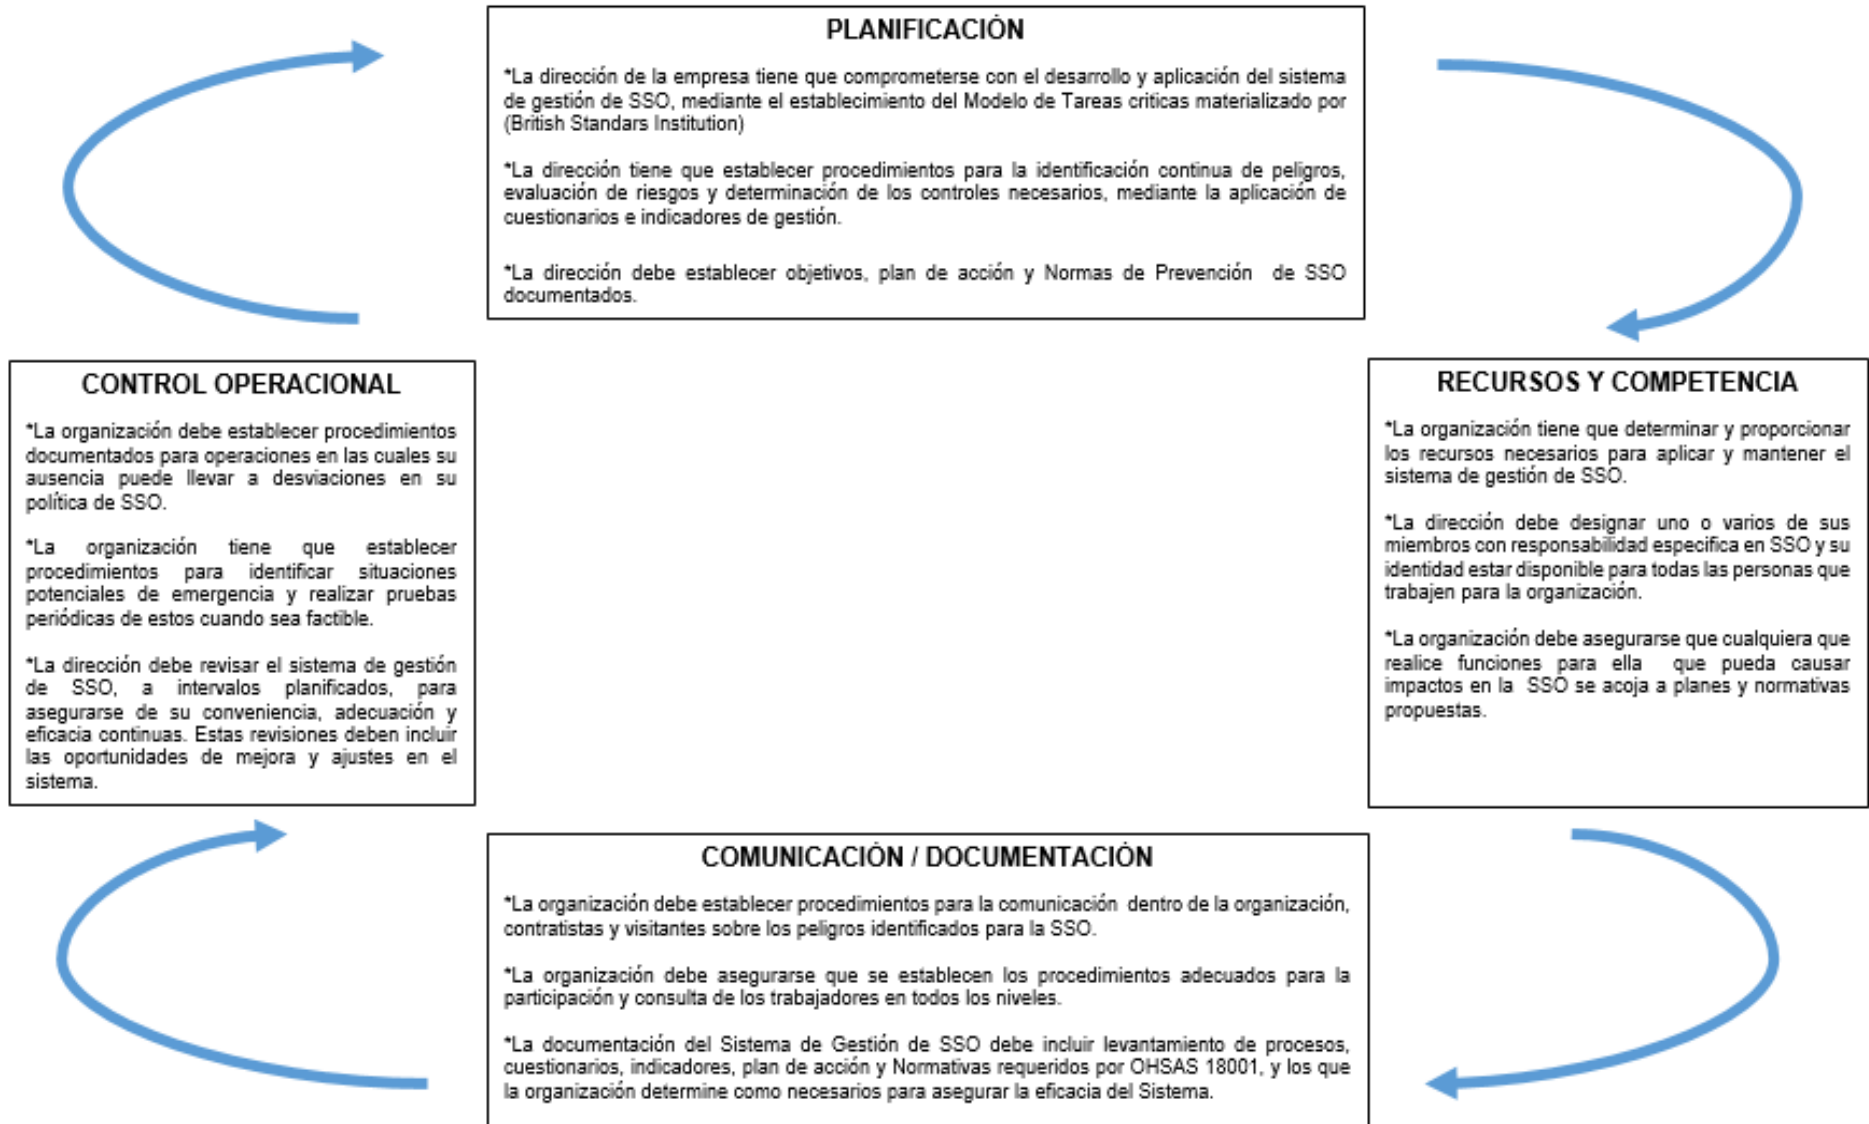 PLANIFICACIÓN
*La dirección de la empresa tiene que comprometerse con el desarrollo y aplicación del sistema
de gestión de SSO, mediante el establecimiento del Modelo de Tareas criticas materializado por
(British Standars Institution)
*La dirección tiene que establecer procedimientos para la identificación continua de peligros,
evaluación de riesgos y determinación de los controles necesarios, mediante la aplicación de
cuestionarios e indicadores de gestión.
*La dirección debe establecer objetivos, plan de acción y Normas de Prevención de SSO
documentados.
RECURSOS Y COMPETENCIA
*La organización tiene que determinar y proporcionar
los recursos necesarios para aplicar y mantener el
sistema de gestión de SSO.
*La dirección debe designar uno o varios de sus
miembros con responsabilidad especifica en SSO y su
identidad estar disponible para todas las personas que
trabajen para la organización.
*La organización debe asegurarse que cualquiera que
realice funciones para ella que pueda causar
impactos en la SSO se acoja a planes y normativas
propuestas.
COMUNICACIÓN / DOCUMENTACIÓN
*La organización debe establecer procedimientos para la comunicación dentro de la organización,
contratistas y visitantes sobre los peligros identificados para la SSO.
*La organización debe asegurarse que se establecen los procedimientos adecuados para la
participación y consulta de los trabajadores en todos los niveles.
*La documentación del Sistema de Gestión de SSO debe incluir levantamiento de procesos,
cuestionarios, indicadores, plan de acción y Normativas requeridos por OHSAS 18001, y los que
la organización determine como necesarios para asegurar la eficacia del Sistema.
CONTROL OPERACIONAL
*La organización debe establecer procedimientos
documentados para operaciones en las cuales su
ausencia puede llevar a desviaciones en su
política de SSO.
*La organización tiene que establecer
procedimientos para identificar situaciones
potenciales de emergencia y realizar pruebas
periódicas de estos cuando sea factible.
*La dirección debe revisar el sistema de gestión
de SSO, a intervalos planificados, para
asegurarse de su conveniencia, adecuación y
eficacia continuas. Estas revisiones deben incluir
las oportunidades de mejora y ajustes en el
sistema.